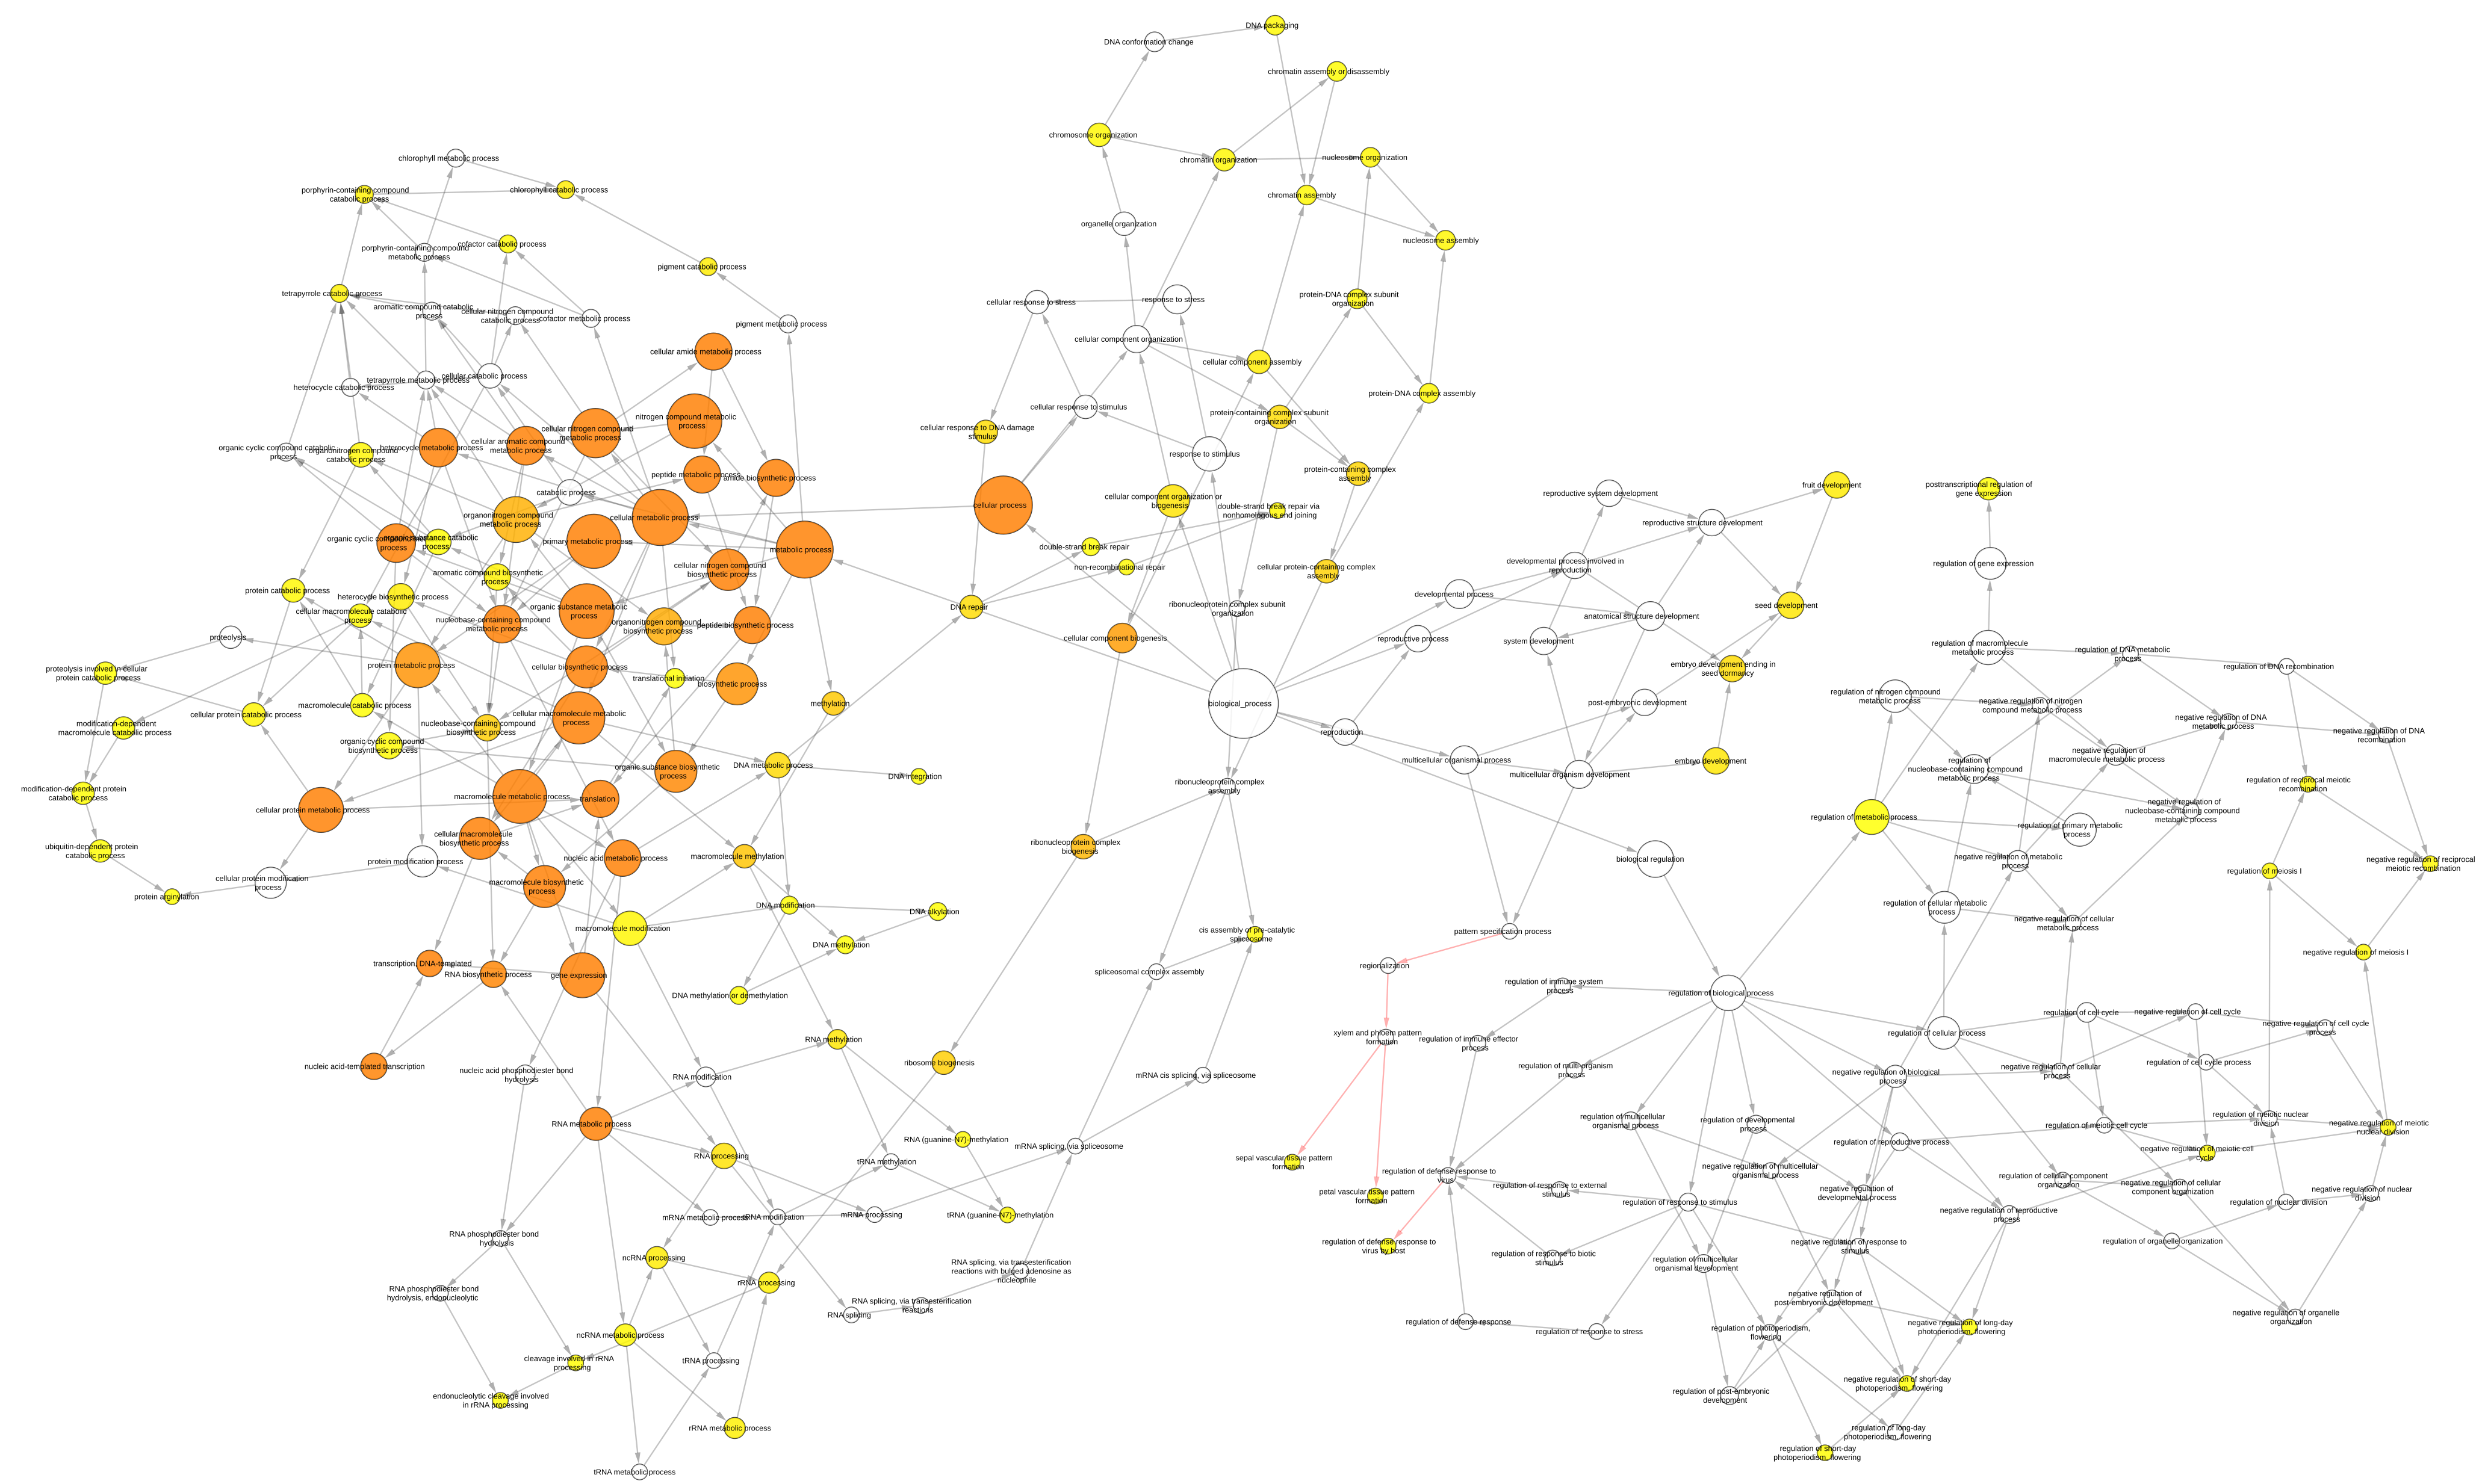 DNA packaging
DNA conformation change
chromatin assembly or disassembly
chromosome organization
chromatin organization
nucleosome organization
chlorophyll metabolic process
porphyrin-containing compound
catabolic process
chlorophyll catabolic process
chromatin assembly
organelle organization
nucleosome assembly
porphyrin-containing compound
metabolic process
cofactor catabolic process
pigment catabolic process
tetrapyrrole catabolic process
aromatic compound catabolic
process
cellular nitrogen compound
catabolic process
cofactor metabolic process
pigment metabolic process
cellular response to stress
response to stress
protein-DNA complex subunit
organization
cellular component organization
cellular amide metabolic process
cellular component assembly
heterocycle catabolic process
tetrapyrrole metabolic process
cellular catabolic process
protein-DNA complex assembly
cellular response to stimulus
nitrogen compound metabolic
process
protein-containing complex subunit
organization
cellular response to DNA damage
stimulus
cellular nitrogen compound
metabolic process
organic cyclic compound catabolic
process
organonitrogen compound
catabolic process
heterocycle metabolic process
cellular aromatic compound
metabolic process
response to stimulus
peptide metabolic process
amide biosynthetic process
protein-containing complex
assembly
fruit development
posttranscriptional regulation of
gene expression
catabolic process
reproductive system development
cellular component organization or
biogenesis
double-strand break repair via
nonhomologous end joining
cellular process
organonitrogen compound
metabolic process
cellular metabolic process
reproductive structure development
organic cyclic compound
process
organic substance catabolic
process
primary metabolic process
metabolic process
double-strand break repair
non-recombinational repair
cellular protein-containing complex
assembly
developmental process involved in
reproduction
regulation of gene expression
aromatic compound biosynthetic
process
cellular nitrogen compound
biosynthetic process
protein catabolic process
heterocycle biosynthetic process
developmental process
cellular macromolecule catabolic
process
organic substance metabolic
process
DNA repair
ribonucleoprotein complex subunit
organization
seed development
nucleobase-containing compound
metabolic process
organonitrogen compound
biosynthetic process
peptide biosynthetic process
anatomical structure development
proteolysis
cellular component biogenesis
reproductive process
system development
regulation of macromolecule
metabolic process
regulation of DNA metabolic
process
regulation of DNA recombination
proteolysis involved in cellular
protein catabolic process
protein metabolic process
cellular biosynthetic process
translational initiation
biosynthetic process
embryo development ending in
seed dormancy
regulation of nitrogen compound
metabolic process
negative regulation of nitrogen
compound metabolic process
macromolecule catabolic process
methylation
biological_process
post-embryonic development
cellular protein catabolic process
cellular macromolecule metabolic
process
negative regulation of DNA
metabolic process
negative regulation of DNA
recombination
modification-dependent
macromolecule catabolic process
nucleobase-containing compound
biosynthetic process
organic cyclic compound
biosynthetic process
reproduction
multicellular organismal process
embryo development
DNA metabolic process
organic substance biosynthetic
process
DNA integration
multicellular organism development
negative regulation of
macromolecule metabolic process
regulation of
nucleobase-containing compound
metabolic process
ribonucleoprotein complex
assembly
regulation of reciprocal meiotic
recombination
modification-dependent protein
catabolic process
macromolecule metabolic process
translation
cellular protein metabolic process
regulation of metabolic process
negative regulation of
nucleobase-containing compound
metabolic process
regulation of primary metabolic
process
cellular macromolecule
biosynthetic process
ubiquitin-dependent protein
catabolic process
protein modification process
nucleic acid metabolic process
macromolecule methylation
ribonucleoprotein complex
biogenesis
biological regulation
negative regulation of metabolic
process
negative regulation of reciprocal
meiotic recombination
regulation of meiosis I
cellular protein modification
process
macromolecule biosynthetic
process
protein arginylation
DNA modification
DNA alkylation
regulation of cellular metabolic
process
negative regulation of cellular
metabolic process
macromolecule modification
DNA methylation
cis assembly of pre-catalytic
spliceosome
pattern specification process
negative regulation of meiosis I
transcription, DNA-templated
RNA biosynthetic process
gene expression
spliceosomal complex assembly
regionalization
DNA methylation or demethylation
regulation of immune system
process
regulation of biological process
regulation of cell cycle
negative regulation of cell cycle
negative regulation of cell cycle
process
RNA methylation
xylem and phloem pattern
formation
regulation of immune effector
process
regulation of cellular process
nucleic acid-templated transcription
ribosome biogenesis
nucleic acid phosphodiester bond
hydrolysis
RNA modification
mRNA cis splicing, via spliceosome
regulation of multi-organism
process
negative regulation of biological
process
negative regulation of cellular
process
regulation of cell cycle process
RNA metabolic process
regulation of multicellular
organismal process
regulation of developmental
process
regulation of meiotic cell cycle
regulation of meiotic nuclear
division
negative regulation of meiotic
nuclear division
RNA (guanine-N7)-methylation
mRNA splicing, via spliceosome
regulation of reproductive process
negative regulation of meiotic cell
cycle
RNA processing
tRNA methylation
sepal vascular tissue pattern
formation
regulation of defense response to
virus
negative regulation of multicellular
organismal process
regulation of cellular component
organization
negative regulation of cellular
component organization
negative regulation of nuclear
division
petal vascular tissue pattern
formation
regulation of response to external
stimulus
regulation of response to stimulus
negative regulation of
developmental process
regulation of nuclear division
mRNA metabolic process
tRNA modification
mRNA processing
tRNA (guanine-N7)-methylation
negative regulation of reproductive
process
RNA phosphodiester bond
hydrolysis
regulation of defense response to
virus by host
regulation of organelle organization
negative regulation of response to
stimulus
regulation of response to biotic
stimulus
regulation of multicellular
organismal development
ncRNA processing
rRNA processing
RNA splicing, via transesterification
reactions with bulged adenosine as
nucleophile
RNA phosphodiester bond
hydrolysis, endonucleolytic
RNA splicing, via transesterification
reactions
RNA splicing
negative regulation of
post-embryonic development
negative regulation of organelle
organization
regulation of defense response
regulation of response to stress
regulation of photoperiodism,
flowering
negative regulation of long-day
photoperiodism, flowering
ncRNA metabolic process
cleavage involved in rRNA
processing
tRNA processing
endonucleolytic cleavage involved
in rRNA processing
regulation of post-embryonic
development
negative regulation of short-day
photoperiodism, flowering
rRNA metabolic process
regulation of long-day
photoperiodism, flowering
regulation of short-day
photoperiodism, flowering
tRNA metabolic process